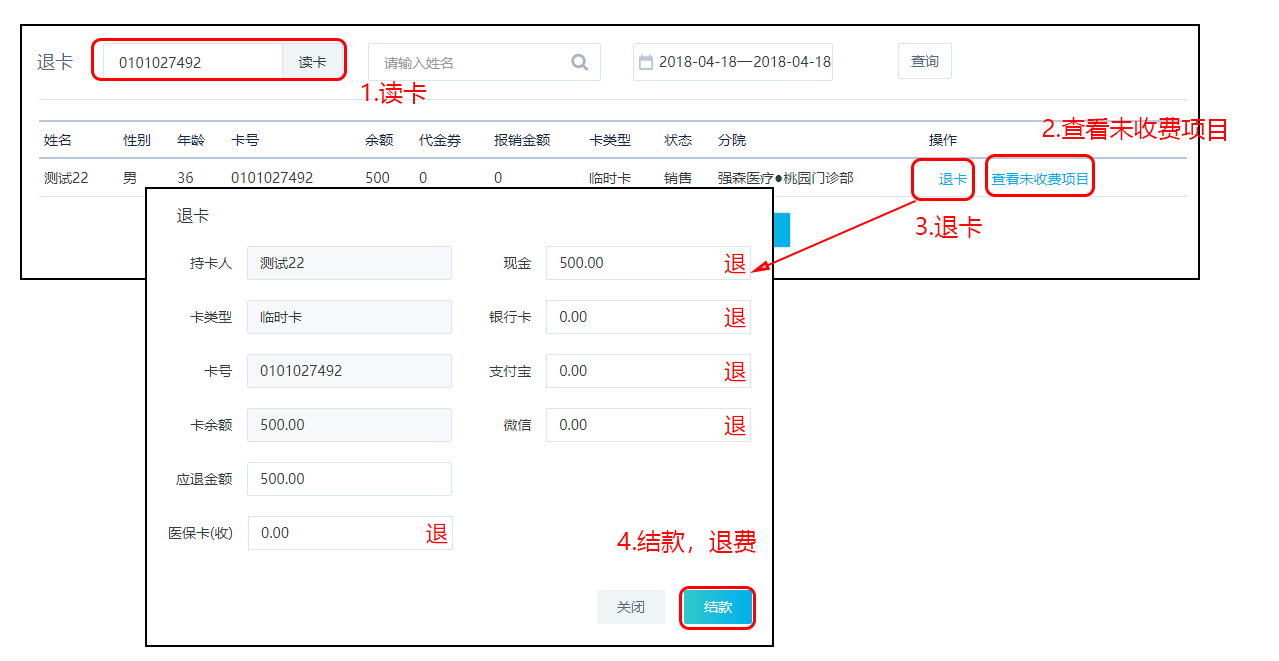 退卡 0101027492 读卡 请输入姓名 2018-04-18—2018-04-18 查询
1.读卡
2.查看未收费项目
姓名 性别 年龄 卡号 余额 代金券 报销金额 卡类型 状态 分院 操作
测试22 男 36 0101027492 500 0 0 临时卡 销售 强森医疗●桃园门诊部 退卡 查看未收费项目
3.退卡
退卡
持卡人 测试22 现金 500.00 退
卡类型 临时卡 银行卡 0.00 退
卡号 0101027492 支付宝 0.00 退
卡余额 500.00 微信 0.00 退
应退金额 500.00
医保卡(收) 0.00 退
4.结款，退费
关闭 结款